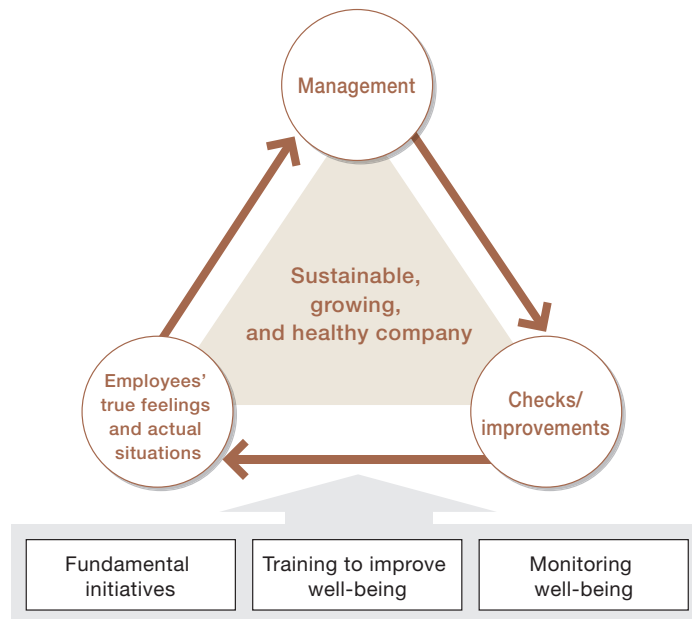 Management
Sustainable,
growing,
and healthy company
Employees’
true feelings
and actual
situations
Checks/
improvements
Fundamental
initiatives
Training to improve
well-being
Monitoring
well-being